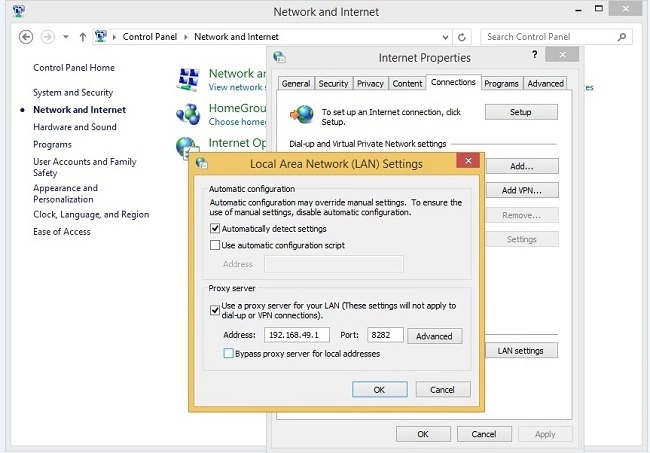 Network and Internet
Control Panel
Network and Internet
Search Control Panel
Control Panel Home
System and Security
Network and Internet
Hardware and Sound
Programs
User Accounts and Family
Safety
Appearance and
Personalization
Clock, Language, and Region
Ease of Access
Network an
View network s
HomeGrou
Choose home
Internet Op
Internet Properties
?
General
Security
Privacy
Content
Connections
Programs
Advanced
To set up an Internet connection, click
Setup.
Setup
Dial-up and Virtual Private Network settings
Add...
Add VPN...
Remove...
Settings
LAN settings
OK
Cancel
Apply
Local Area Network (LAN) Settings
Automatic configuration
Automatic configuration may override manual settings. To ensure the
use of manual settings, disable automatic configuration.
Automatically detect settings
Use automatic configuration script
Address
Proxy server
Use a proxy server for your LAN (These settings will not apply to
dial-up or VPN connections).
Address: 192.168.49.1 Port: 8282 Advanced
Bypass proxy server for local addresses
OK
Cancel